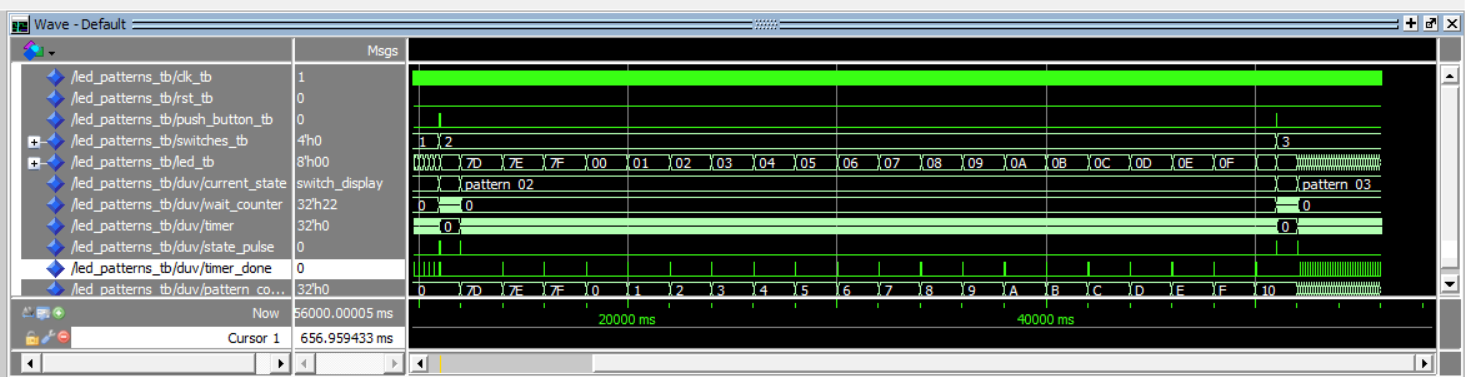 Wave - Default
Msgs
/led_patterns_tb/clk_tb 1
/led_patterns_tb/rst_tb 0
/led_patterns_tb/push_button_tb 0
/led_patterns_tb/switches_tb 4'h0 1 2 3
/led_patterns_tb/led_tb 8'h00 7D 7E 7F 00 01 02 03 04 05 06 07 08 09 0A 0B 0C 0D 0E 0F
/led_patterns_tb/duv/current_state switch_display pattern_02 pattern_03
/led_patterns_tb/duv/wait_counter 32'h22 0 0 0
/led_patterns_tb/duv/timer 32'h0 0 0
/led_patterns_tb/duv/state_pulse 0
/led_patterns_tb/duv/timer_done 0
/led_patterns_tb/duv/pattern_co... 32'h0 0 7D 7E 7F 0 1 2 3 4 5 6 7 8 9 A B C D E F 10
Now 56000.00005 ms 20000 ms 40000 ms
Cursor 1 656.959433 ms